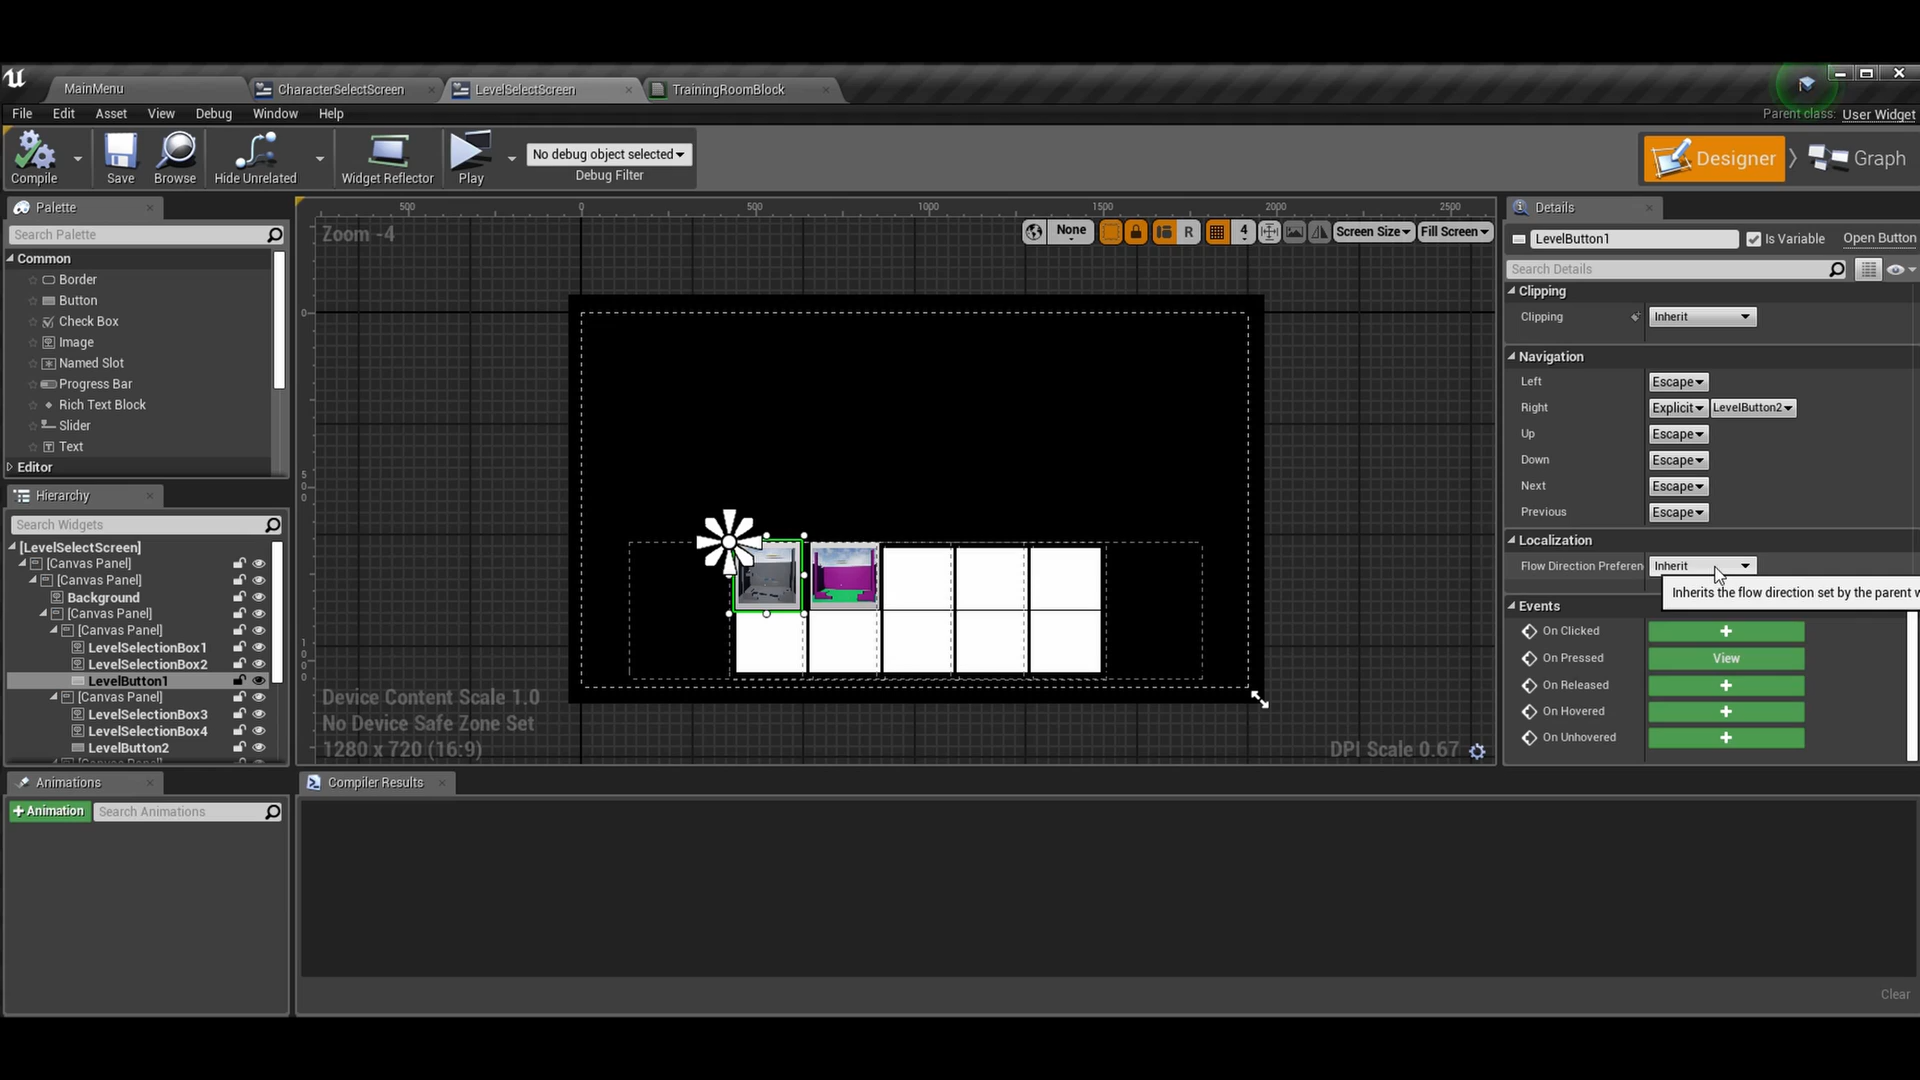 MainMenu
CharacterSelectScreen
LevelSelectScreen
TrainingRoomBlock
File Edit Asset View Debug Window Help
Parent class: User Widget
Compile
Save
Browse
Hide Unrelated
Widget Reflector
Play
No debug object selected
Debug Filter
Designer
Graph
Palette
Search Palette
Common
Border
Button
Check Box
Image
Named Slot
Progress Bar
Rich Text Block
Slider
Text
Editor
Hierarchy
Search Widgets
[LevelSelectScreen]
[Canvas Panel]
[Canvas Panel]
Background
[Canvas Panel]
[Canvas Panel]
LevelSelectionBox1
LevelSelectionBox2
LevelButton1
[Canvas Panel]
LevelSelectionBox3
LevelSelectionBox4
LevelButton2
Animations
+Animation
Search Animations
500 0 500 1000 1500 2000 2500
Zoom -4
None
R
4
Screen Size
Fill Screen
0
5
0
0
1
0
0
0
Device Content Scale 1.0
No Device Safe Zone Set
1280 x 720 (16:9)
DPI Scale 0.67
Compiler Results
Clear
Details
LevelButton1
Is Variable
Open Button
Search Details
Clipping
Clipping Inherit
Navigation
Left Escape
Right Explicit LevelButton2
Up Escape
Down Escape
Next Escape
Previous Escape
Localization
Flow Direction Preferen Inherit
Inherits the flow direction set by the parent w
Events
On Clicked +
On Pressed View
On Released +
On Hovered +
On Unhovered +